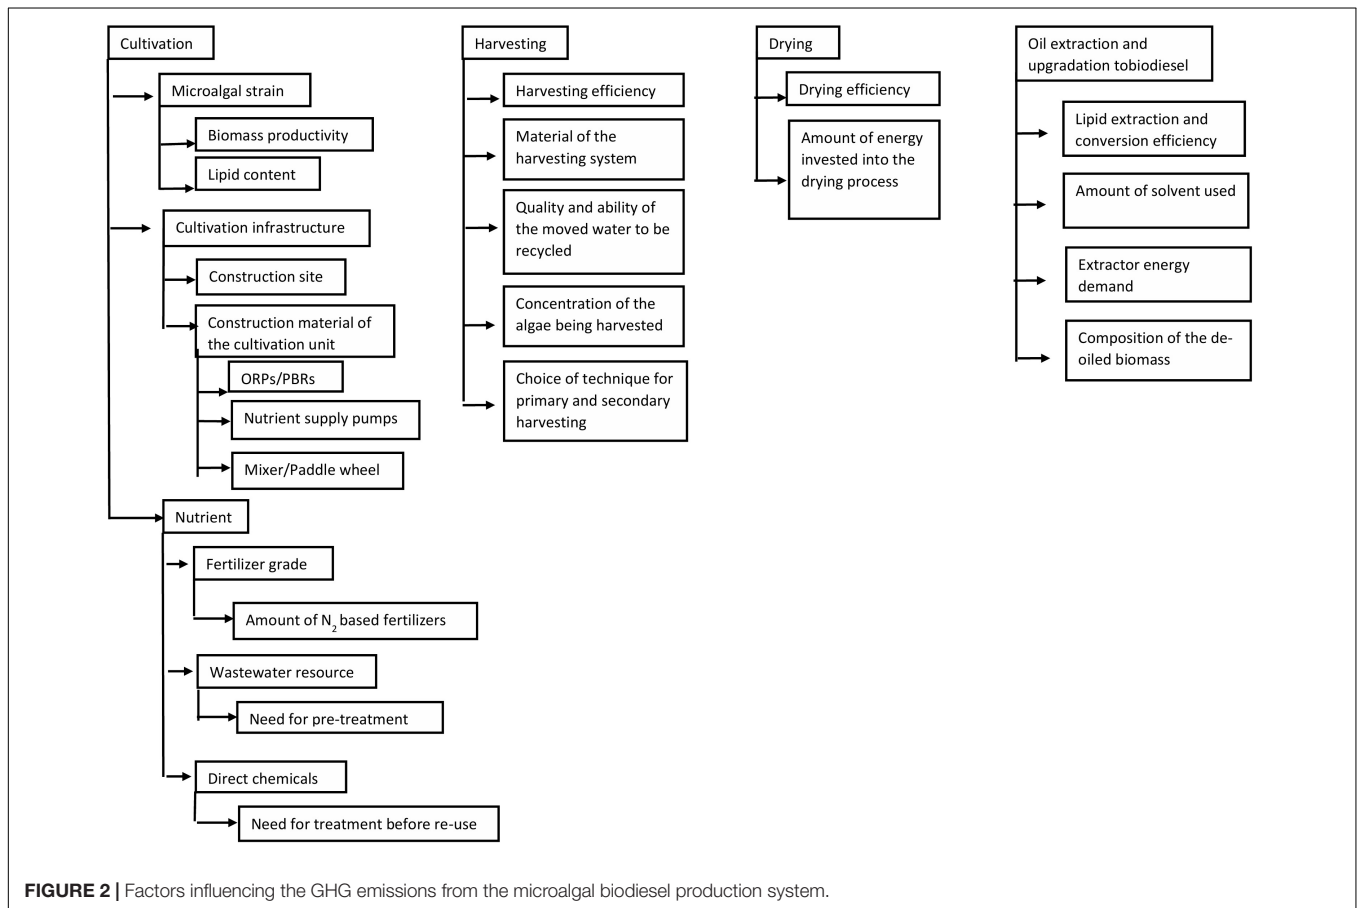 Cultivation
Microalgal strain
Biomass productivity
Lipid content
Cultivation infrastructure
Construction site
Construction material of
the cultivation unit
ORPs/PBRs
Nutrient supply pumps
Mixer/Paddle wheel
Nutrient
Fertilizer grade
Amount of N2 based fertilizers
Wastewater resource
Need for pre-treatment
Direct chemicals
Need for treatment before re-use
Harvesting
Harvesting efficiency
Material of the
harvesting system
Quality and ability of
the moved water to be
recycled
Concentration of the
algae being harvested
Choice of technique for
primary and secondary
harvesting
Drying
Drying efficiency
Amount of energy
invested into the
drying process
Oil extraction and
upgradation tobiodiesel
Lipid extraction and
conversion efficiency
Amount of solvent used
Extractor energy
demand
Composition of the de-
oiled biomass
FIGURE 2 | Factors influencing the GHG emissions from the microalgal biodiesel production system.